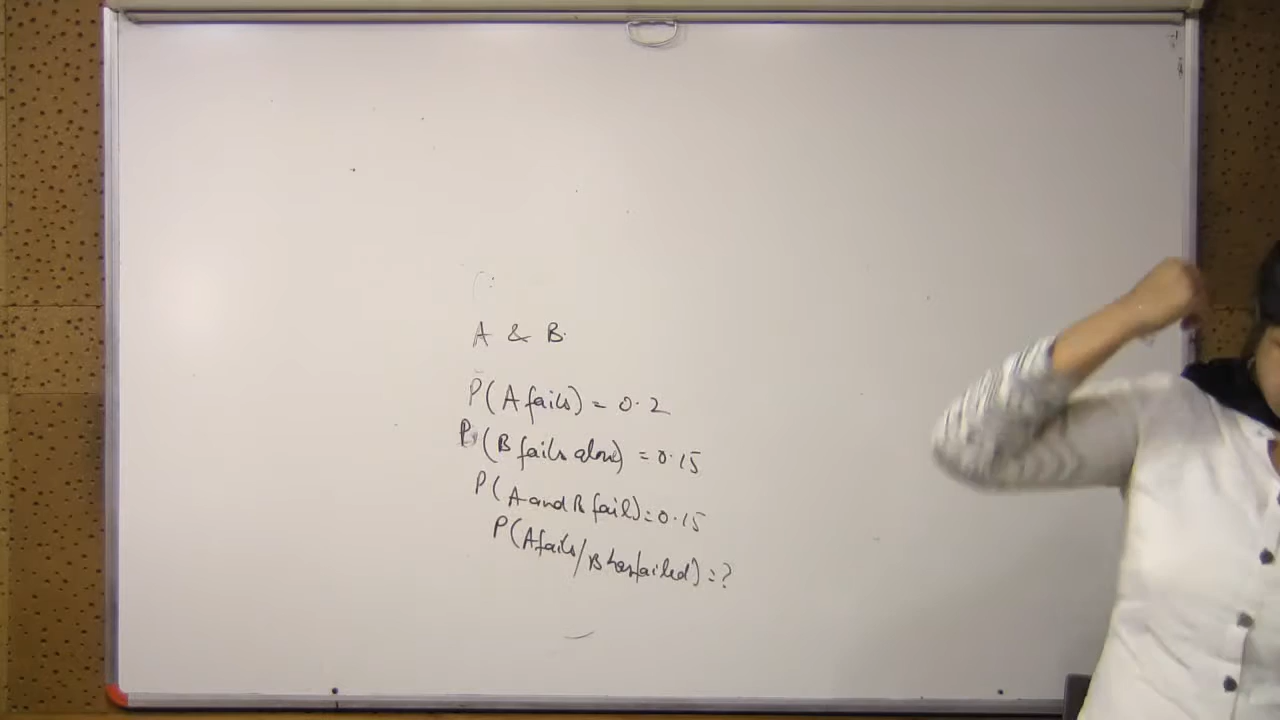 A & B.
P(A fails) = 0.2
P(B fails alone) = 0.15
P(A and B fail) = 0.15
P(A fails/B has failed) = ?